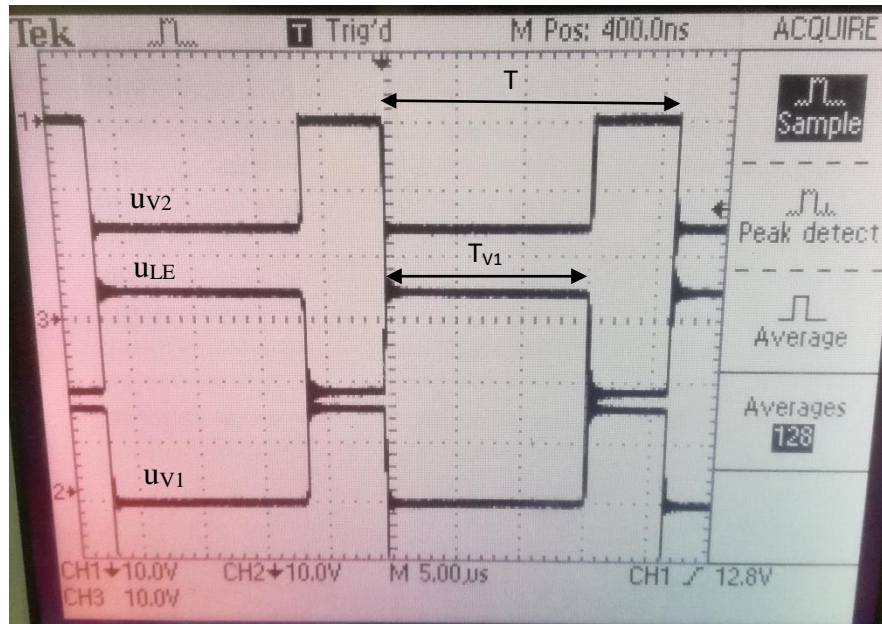 Tek T Trig'd M Pos: 400.0ns ACQUIRE
T
1
Sample
uV2
Peak detect
uLE
TV1
3
Average
Averages
128
uV1
2
CH1 10.0V CH2 10.0V M 5.00µs CH1 / 12.8V
CH3 10.0V